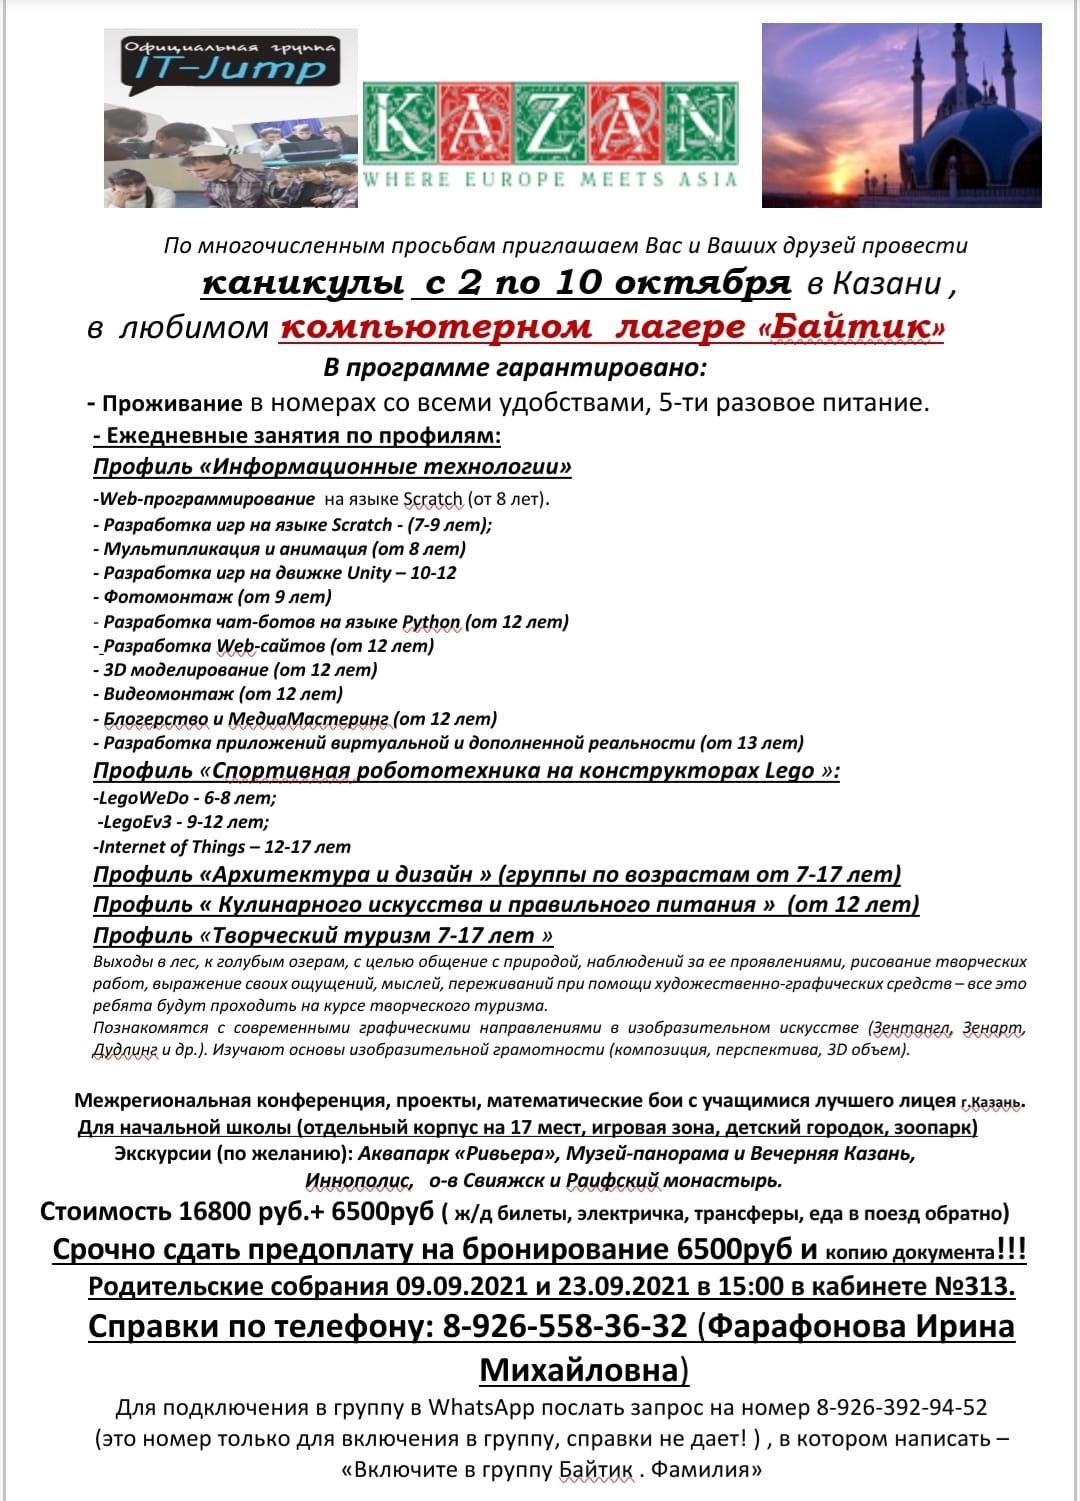 Официальная группа
IT-Jump
KAZAN
WHERE EUROPE MEETS ASIA
По многочисленным просьбам приглашаем Вас и Ваших друзей провести
каникулы с 2 по 10 октября в Казани ,
в любимом компьютерном лагере «Байтик»
В программе гарантировано:
- Проживание в номерах со всеми удобствами, 5-ти разовое питание.
- Ежедневные занятия по профилям:
Профиль «Информационные технологии»
-Web-программирование на языке Scratch (от 8 лет).
- Разработка игр на языке Scratch - (7-9 лет);
- Мультипликация и анимация (от 8 лет)
- Разработка игр на движке Unity – 10-12
- Фотомонтаж (от 9 лет)
- Разработка чат-ботов на языке Python (от 12 лет)
- Разработка Web-сайтов (от 12 лет)
- 3D моделирование (от 12 лет)
- Видеомонтаж (от 12 лет)
- Блогерство и МедиаМастеринг (от 12 лет)
- Разработка приложений виртуальной и дополненной реальности (от 13 лет)
Профиль «Спортивная робототехника на конструкторах Lego »:
-LegoWeDo - 6-8 лет;
-LegoEv3 - 9-12 лет;
-Internet of Things – 12-17 лет
Профиль «Архитектура и дизайн » (группы по возрастам от 7-17 лет)
Профиль « Кулинарного искусства и правильного питания » (от 12 лет)
Профиль «Творческий туризм 7-17 лет »
Выходы в лес, к голубым озерам, с целью общение с природой, наблюдений за ее проявлениями, рисование творческих
работ, выражение своих ощущений, мыслей, переживаний при помощи художественно-графических средств – все это
ребята будут проходить на курсе творческого туризма.
Познакомятся с современными графическими направлениями в изобразительном искусстве (Зентангл, Зенарт,
Дудлинг и др.). Изучают основы изобразительной грамотности (композиция, перспектива, 3D объем).
Межрегиональная конференция, проекты, математические бои с учащимися лучшего лицея г.Казань.
Для начальной школы (отдельный корпус на 17 мест, игровая зона, детский городок, зоопарк)
Экскурсии (по желанию): Аквапарк «Ривьера», Музей-панорама и Вечерняя Казань,
Иннополис, о-в Свияжск и Раифский монастырь.
Стоимость 16800 руб.+ 6500руб ( ж/д билеты, электричка, трансферы, еда в поезд обратно)
Срочно сдать предоплату на бронирование 6500руб и копию документа!!!
Родительские собрания 09.09.2021 и 23.09.2021 в 15:00 в кабинете №313.
Справки по телефону: 8-926-558-36-32 (Фарафонова Ирина
Михайловна)
Для подключения в группу в WhatsApp послать запрос на номер 8-926-392-94-52
(это номер только для включения в группу, справки не дает! ) , в котором написать –
«Включите в группу Байтик . Фамилия»